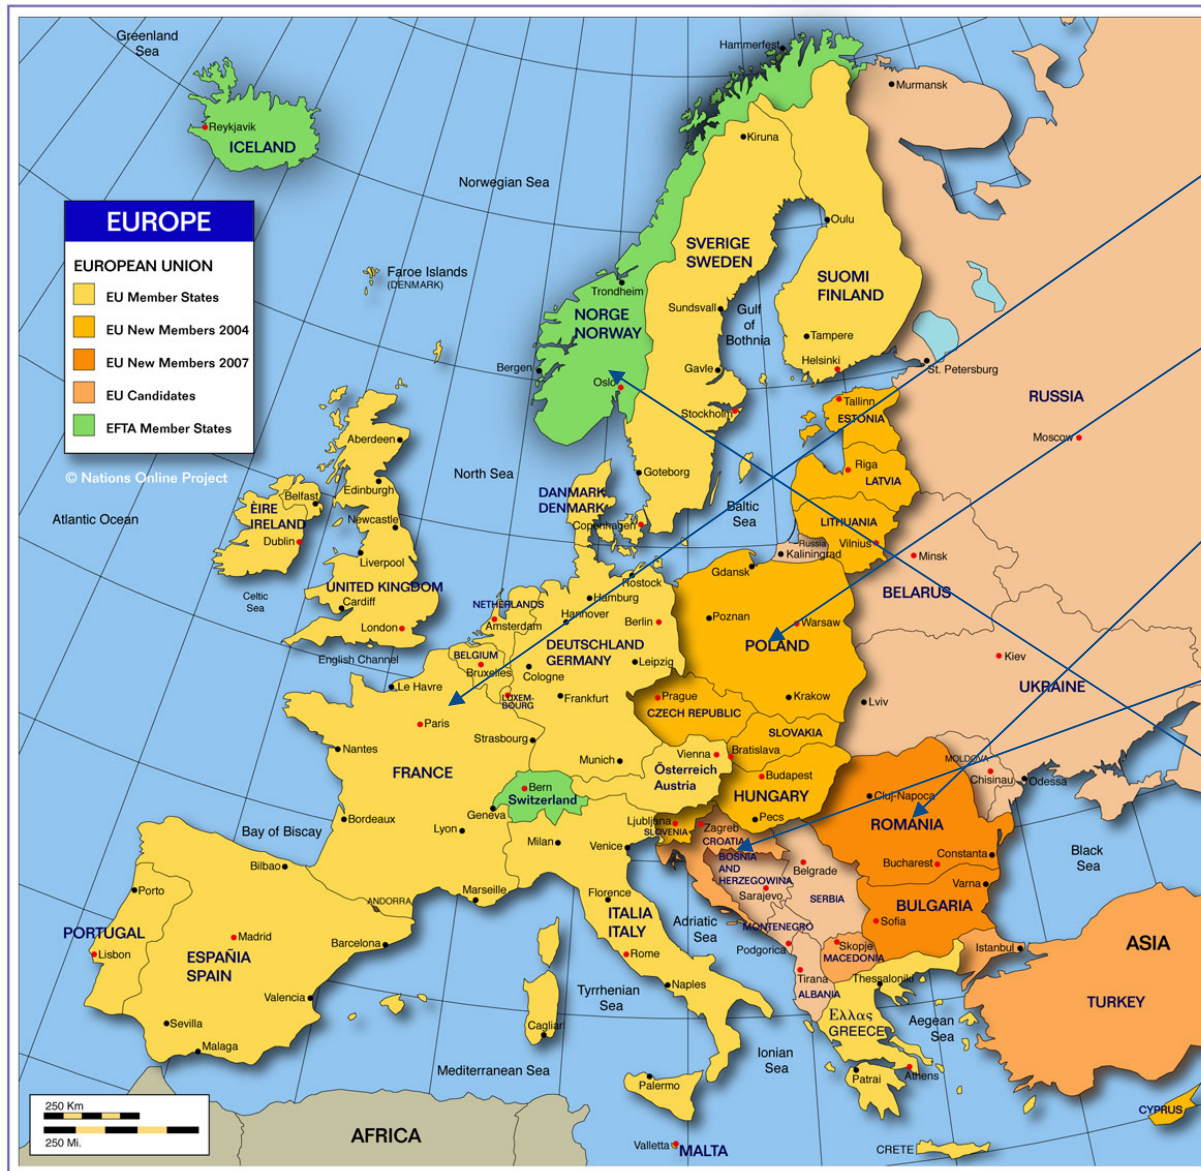 Greenland
Sea
Hammerfest
Murmansk
Reykjavik
ICELAND
Kiruna
Norwegian Sea
EUROPE
EUROPEAN UNION
EU Member States
EU New Members 2004
EU New Members 2007
EU Candidates
EFTA Member States
© Nations Online Project
Faroe Islands
(DENMARK)
Oulu
SVERIGE
SWEDEN
SUOMI
FINLAND
Trondheim
NORGE
NORWAY
Sundsvall
Gulf
of
Bothnia
Tampere
Helsinki
St. Petersburg
Bergen
Oslo
Gavle
Stockholm
Tallinn
ESTONIA
RUSSIA
Moscow
Aberdeen
North Sea
Goteborg
Riga
LATVIA
Edinburgh
Atlantic Ocean
Belfast
ÈIRE
IRELAND
Dublin
Newcastle
DANMARK
DENMARK
Copenhagen
Baltic
Sea
LITHUANIA
Vilnius
Russia
Kaliningrad
Minsk
Liverpool
UNITED KINGDOM
Cardiff
London
Celtic
Sea
English Channel
Gdansk
BELARUS
Rostock
Hamburg
NETHERLANDS
Amsterdam
Hannover
Berlin
Poznan
Warsaw
POLAND
DEUTSCHLAND
GERMANY
BELGIUM
Bruxelles
Cologne
Leipzig
Kiev
UKRAINE
Le Havre
LUXEM-
BOURG
Frankfurt
Prague
CZECH REPUBLIC
Krakow
Lviv
Paris
Strasbourg
SLOVAKIA
Nantes
Munich
Vienna
Bratislava
Österreich
Austria
Budapest
HUNGARY
MOLDOVA
Chisinau
Odessa
FRANCE
Bern
Switzerland
Geneva
Cluj-Napoca
Pecs
Bordeaux
Lyon
Milan
Venice
Ljubljana
SLOVENIA
Zagreb
CROATIA
ROMANIA
Bay of Biscay
BOSNIA
AND
HERZEGOWINA
Belgrade
Bucharest
Constanta
Black
Sea
Bilbao
Porto
Marseille
Florence
Sarajevo
SERBIA
Varna
ANDORRA
ITALIA
ITALY
Adriatic
Sea
MONTENEGRO
BULGARIA
Sofia
PORTUGAL
Lisbon
Madrid
ESPAÑIA
SPAIN
Barcelona
Rome
Podgorica
Skopje
MACEDONIA
Istanbul
ASIA
Tirana
ALBANIA
Thessaloniki
Valencia
Tyrrhenian
Sea
Naples
TURKEY
Sevilla
Cagliari
Ελλας
GREECE
Aegean
Sea
Malaga
Mediterranean Sea
Ionian
Sea
Palermo
Patrai
Athens
250 Km
250 Mi.
AFRICA
Valletta
MALTA
CRETE
CYPRUS